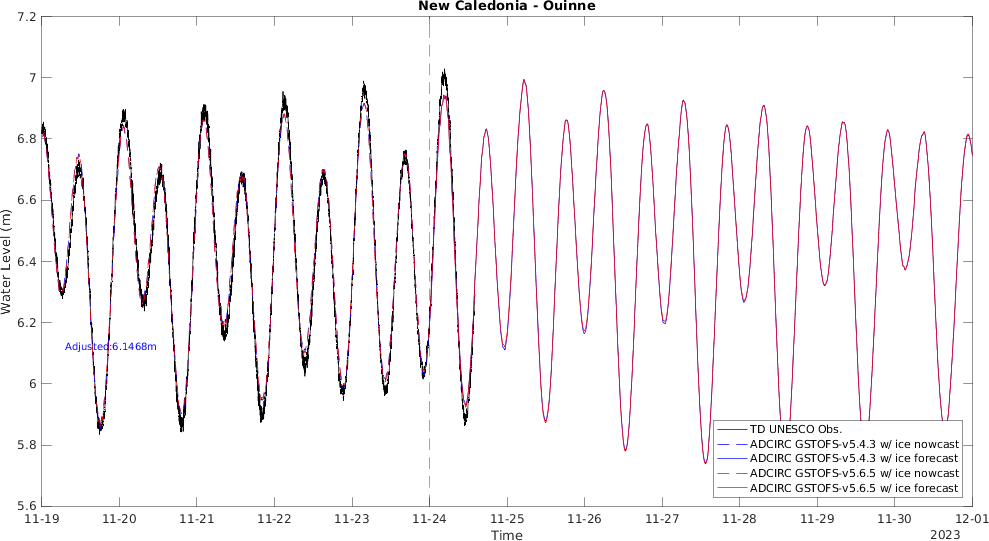 New Caledonia - Ouinne
7.2
7
6.8
6.6
6.4
6.2
6
5.8
5.6
Water Level (m)
Adjusted:6.1468m
TD UNESCO Obs.
ADCIRC GSTOFS-v5.4.3 w/ ice nowcast
ADCIRC GSTOFS-v5.4.3 w/ ice forecast
ADCIRC GSTOFS-v5.6.5 w/ ice nowcast
ADCIRC GSTOFS-v5.6.5 w/ ice forecast
11-19 11-20 11-21 11-22 11-23 11-24 11-25 11-26 11-27 11-28 11-29 11-30 12-01
Time
2023